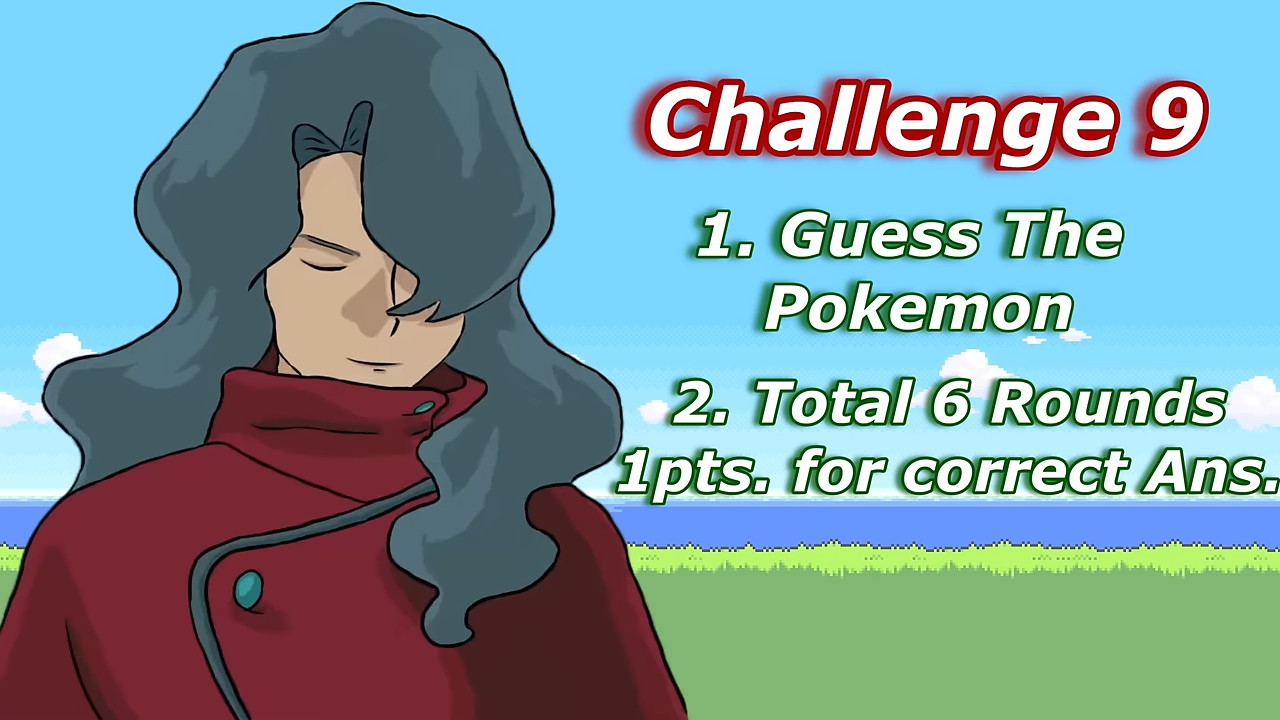 Challenge 9
1. Guess The
Pokemon
2. Total 6 Rounds
1pts. for correct Ans.